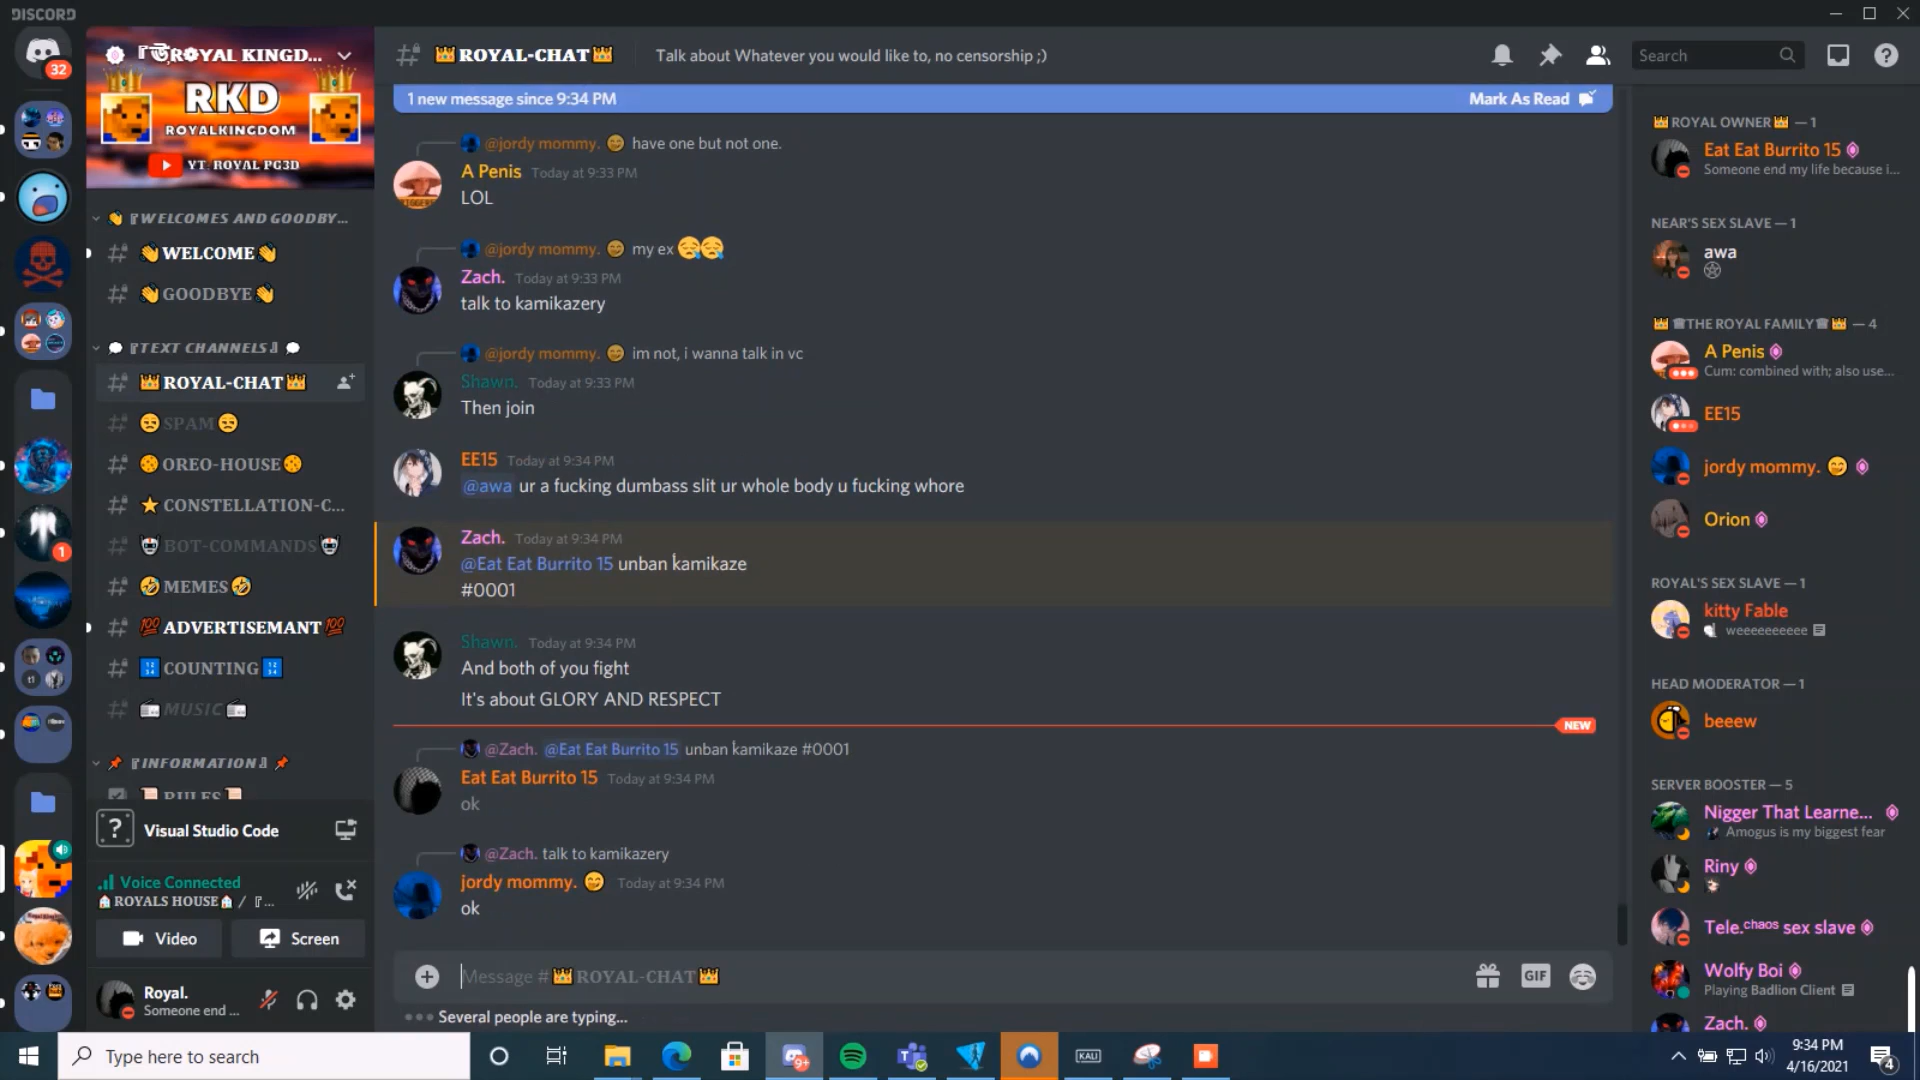 DISCORD
32
ROYAL KINGD...
RKD
ROYALKINGDOM
YT: ROYAL PG3D
『WELCOMES AND GOODBY...
👋WELCOME👋
👋GOODBYE👋
💬 『TEXT CHANNELS』 💬
👑ROYAL-CHAT👑
😒SPAM😒
🍪OREO-HOUSE🍪
⭐CONSTELLATION-C...
🤖BOT-COMMANDS🤖
🤣MEMES🤣
💯ADVERTISEMANT💯
🔢COUNTING🔢
📻MUSIC📻
📌 『INFORMATION』 📌
📜RULES📜
1
Visual Studio Code
Voice Connected
🏠ROYALS HOUSE🏠 / 『...
Video
Screen
Royal.
Someone end ...
👑ROYAL-CHAT👑
Talk about Whatever you would like to, no censorship ;)
Search
1 new message since 9:34 PM
Mark As Read
@jordy mommy. 😄 have one but not one.
A Penis Today at 9:33 PM
LOL
@jordy mommy. 😄 my ex 😪😪
Zach. Today at 9:33 PM
talk to kamikazery
@jordy mommy. 😄 im not, i wanna talk in vc
Shawn. Today at 9:33 PM
Then join
EE15 Today at 9:34 PM
@awa ur a fucking dumbass slit ur whole body u fucking whore
Zach. Today at 9:34 PM
@Eat Eat Burrito 15 unban kamikaze
#0001
Shawn. Today at 9:34 PM
And both of you fight
It's about GLORY AND RESPECT
NEW
@Zach. @Eat Eat Burrito 15 unban kamikaze #0001
Eat Eat Burrito 15 Today at 9:34 PM
ok
@Zach. talk to kamikazery
jordy mommy. 😄 Today at 9:34 PM
ok
Message #👑ROYAL-CHAT👑
GIF
Several people are typing...
👑ROYAL OWNER👑 — 1
Eat Eat Burrito 15
Someone end my life because i...
NEAR'S SEX SLAVE — 1
awa
👑 ☎THE ROYAL FAMILY☎ 👑 — 4
A Penis
Cum: combined with; also use...
EE15
jordy mommy. 😄
Orion
ROYAL'S SEX SLAVE — 1
kitty Fable
weeeeeeeeee
HEAD MODERATOR — 1
beeew
SERVER BOOSTER — 5
Nigger That Learne...
Amogus is my biggest fear
Riny
Tele.ᶜʰᵃᵒˢ sex slave
Wolfy Boi
Playing Badlion Client
Zach.
Type here to search
9+
KALI
9:34 PM
4/16/2021
4